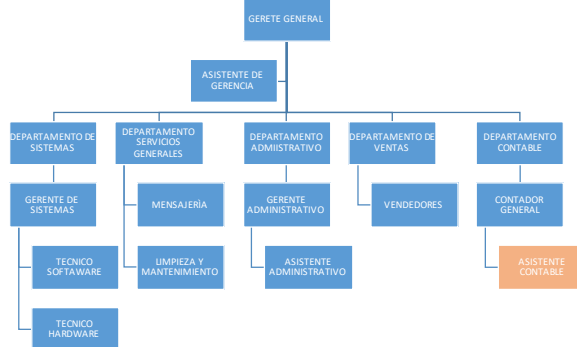 GERETE GENERAL
ASISTENTE DE
GERENCIA
DEPARTAMENTO DE
SISTEMAS
DEPARTAMENTO
SERVICIOS
GENERALES
DEPARTAMENTO
ADMIISTRATIVO
DEPARTAMENTO DE
VENTAS
DEPARTAMENTO
CONTABLE
GERENTE DE
SISTEMAS
MENSAJERÌA
GERENTE
ADMINISTRATIVO
VENDEDORES
CONTADOR
GENERAL
TECNICO
SOFTAWARE
LIMPIEZA Y
MANTENIMIENTO
ASISTENTE
ADMINISTRATIVO
ASISTENTE
CONTABLE
TECNICO
HARDWARE